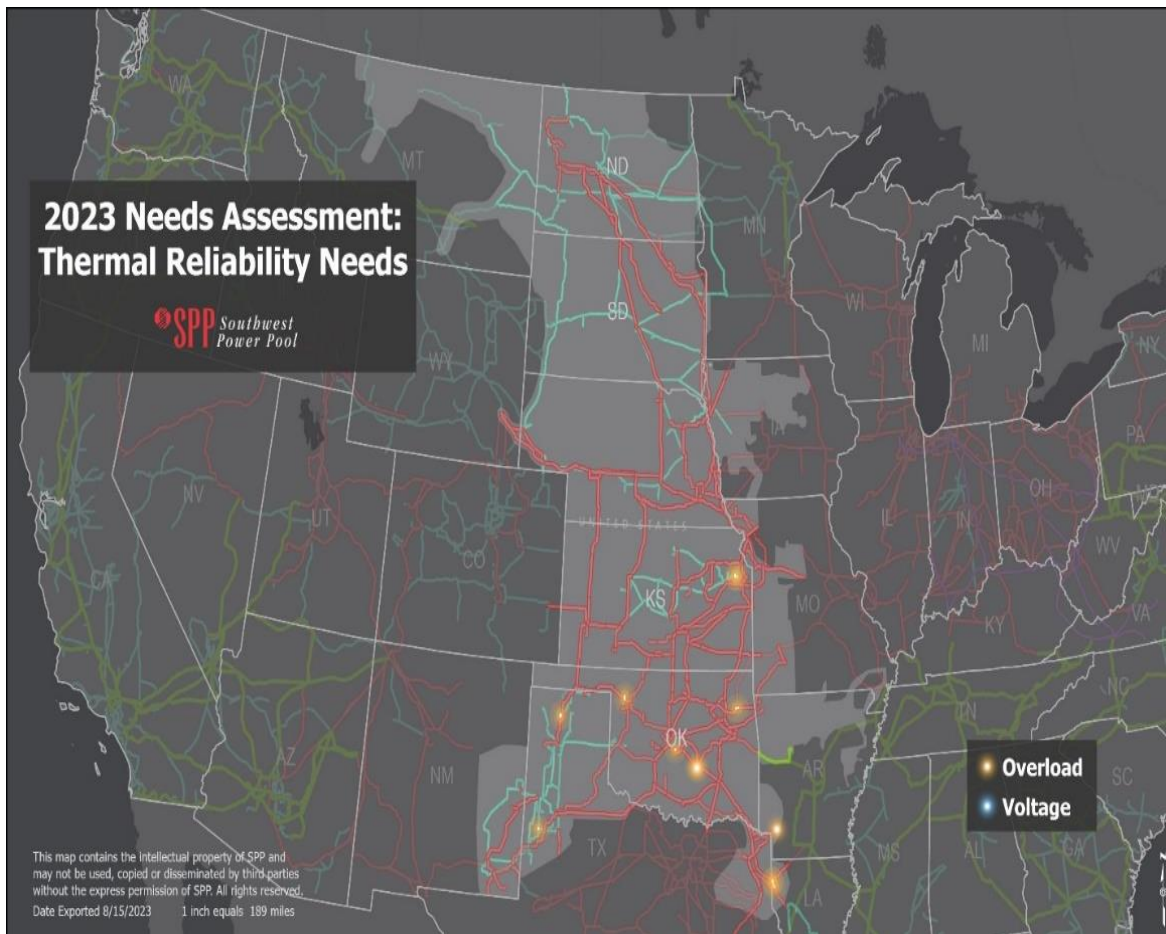 2023 Needs Assessment:
Thermal Reliability Needs
SPP Southwest
Power Pool
WA
MT
ND
MN
SD
WY
WI
MI
NY
IA
PA
NV
UT
CO
UNITED STATES
KS
IL
IN
OH
WV
VA
MO
KY
CA
AZ
NM
OK
AR
TN
NC
SC
TX
LA
MS
AL
GA
Overload
Voltage
This map contains the intellectual property of SPP and
may not be used, copied or disseminated by third parties
without the express permission of SPP. All rights reserved.
Date Exported 8/15/2023 1 inch equals 189 miles